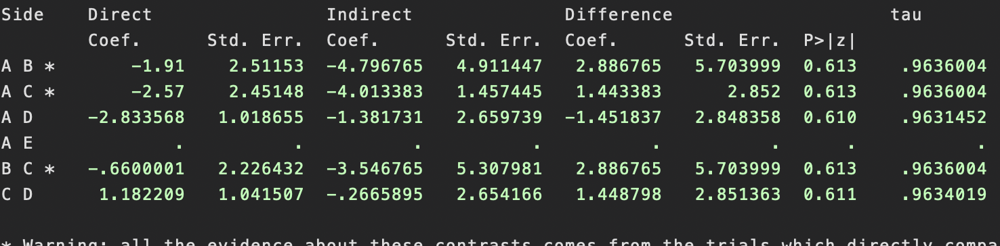 Side Direct Indirect Difference tau
Coef. Std. Err. Coef. Std. Err. Coef. Std. Err. P>|z|
A B * -1.91 2.51153 -4.796765 4.911447 2.886765 5.703999 0.613 .9636004
A C * -2.57 2.45148 -4.013383 1.457445 1.443383 2.852 0.613 .9636004
A D -2.833568 1.018655 -1.381731 2.659739 -1.451837 2.848358 0.610 .9631452
A E . . . . . . . .
B C * -.6600001 2.226432 -3.546765 5.307981 2.886765 5.703999 0.613 .9636004
C D 1.182209 1.041507 -.2665895 2.654166 1.448798 2.851363 0.611 .9634019
* Warning: all the evidence about these contrasts comes from the trials which directly compa